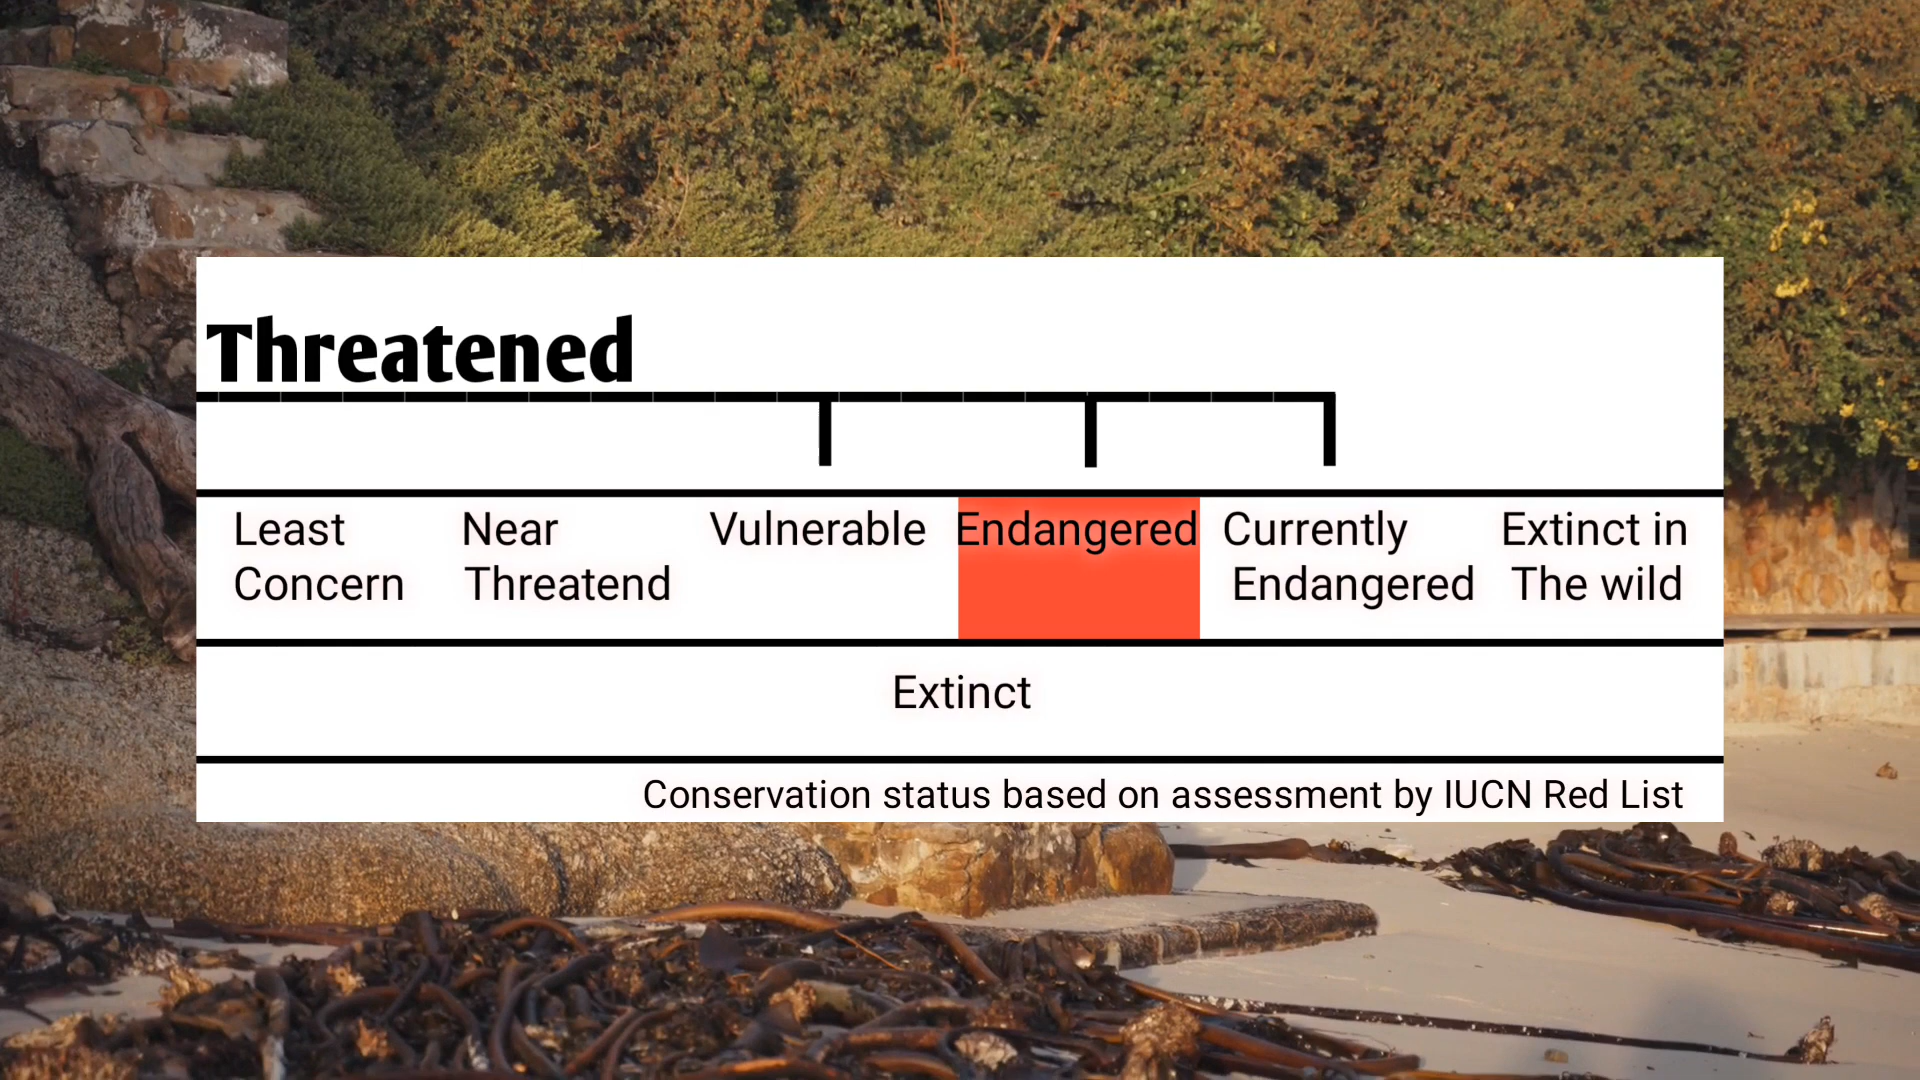 Threatened
Least Near Vulnerable Endangered Currently Extinct in
Concern Threatend Endangered The wild
Extinct
Conservation status based on assessment by IUCN Red List